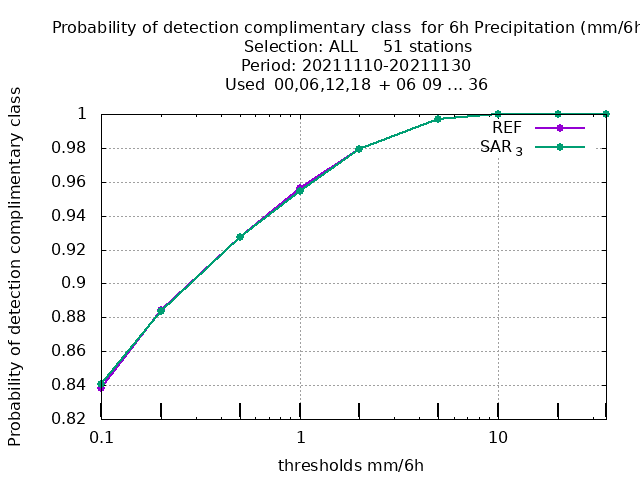 Probability of detection complimentary class for 6h Precipitation (mm/6h
Selection: ALL 51 stations
Period: 20211110-20211130
Used 00,06,12,18 + 06 09 ... 36
Probability of detection complimentary class
1
0.98
0.96
0.94
0.92
0.9
0.88
0.86
0.84
0.82
REF
SAR 3
0.1
1
10
thresholds mm/6h